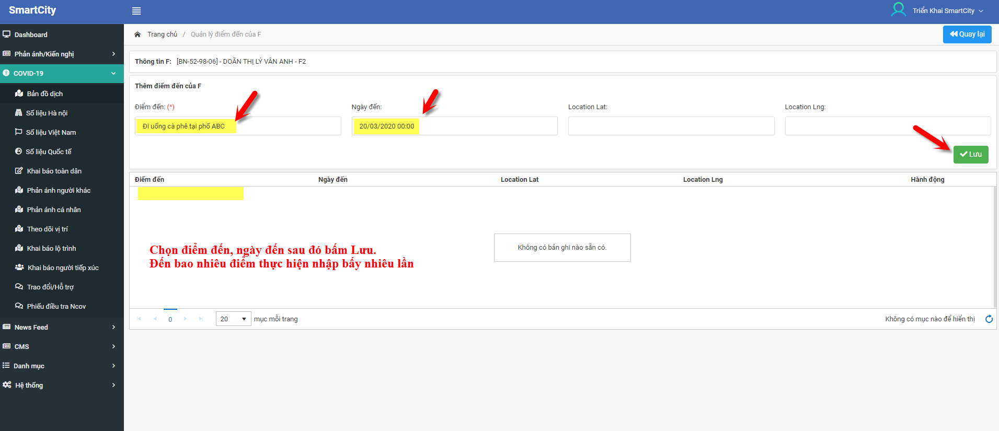 SmartCity
Triển Khai SmartCity
Dashboard
Phản ánh/Kiến nghị
COVID-19
Bản đồ dịch
Số liệu Hà nội
Số liệu Việt Nam
Số liệu Quốc tế
Khai báo toàn dân
Phản ánh người khác
Phản ánh cá nhân
Theo dõi vị trí
Khai báo lộ trình
Khai báo người tiếp xúc
Trao đổi/Hỗ trợ
Phiếu điều tra Ncov
News Feed
CMS
Danh mục
Hệ thống
Trang chủ / Quản lý điểm đến của F
Quay lại
Thông tin F: [BN-52-98-06] - DOÃN THỊ LÝ VÂN ANH - F2
Thêm điểm đến của F
Điểm đến: (*) Ngày đến: Location Lat: Location Lng:
Đi uống cà phê tại phố ABC 20/03/2020 00:00
Lưu
Điểm đến Ngày đến Location Lat Location Lng Hành động
Không có bản ghi nào sẵn có.
Chọn điểm đến, ngày đến sau đó bấm Lưu.
Đến bao nhiêu điểm thực hiện nhập bấy nhiêu lần
0 20 mục mỗi trang Không có mục nào để hiển thị